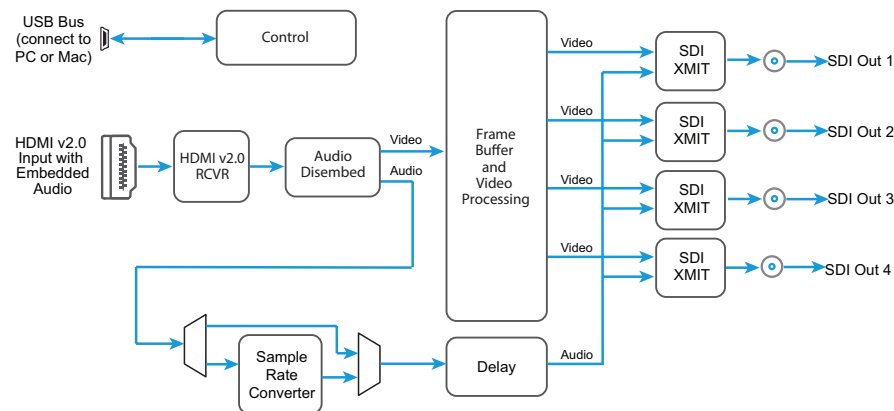 USB Bus
(connect to
PC or Mac)
Control
HDMI v2.0
Input with
Embedded
Audio
HDMI v2.0
RCVR
Audio
Disembed
Video
Audio
Frame
Buffer
and
Video
Processing
Video
SDI
XMIT
SDI Out 1
Video
SDI
XMIT
SDI Out 2
Video
SDI
XMIT
SDI Out 3
Video
SDI
XMIT
SDI Out 4
Sample
Rate
Converter
Delay
Audio